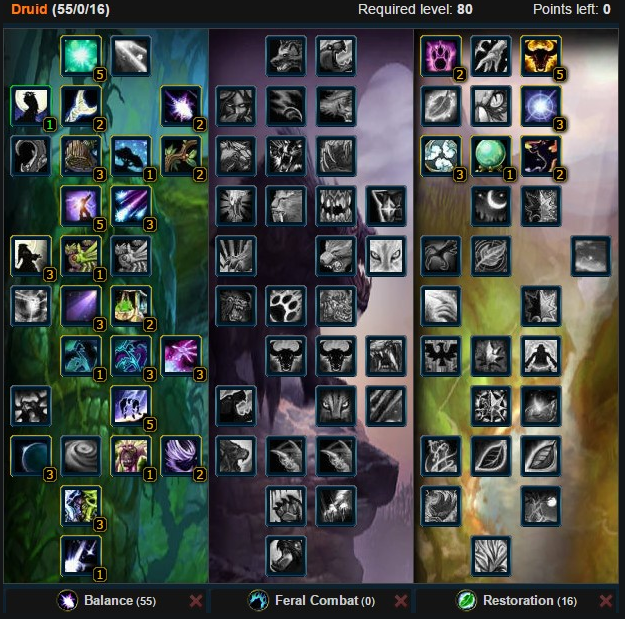 Druid (55/0/16) Required level: 80 Points left: 0
5 2 5
1 2 2 3
3 1 2 3 1 2
5 3
3 1
3 2
1 3 3
5
3 1 2
3
1
Balance (55) Feral Combat (0) Restoration (16)